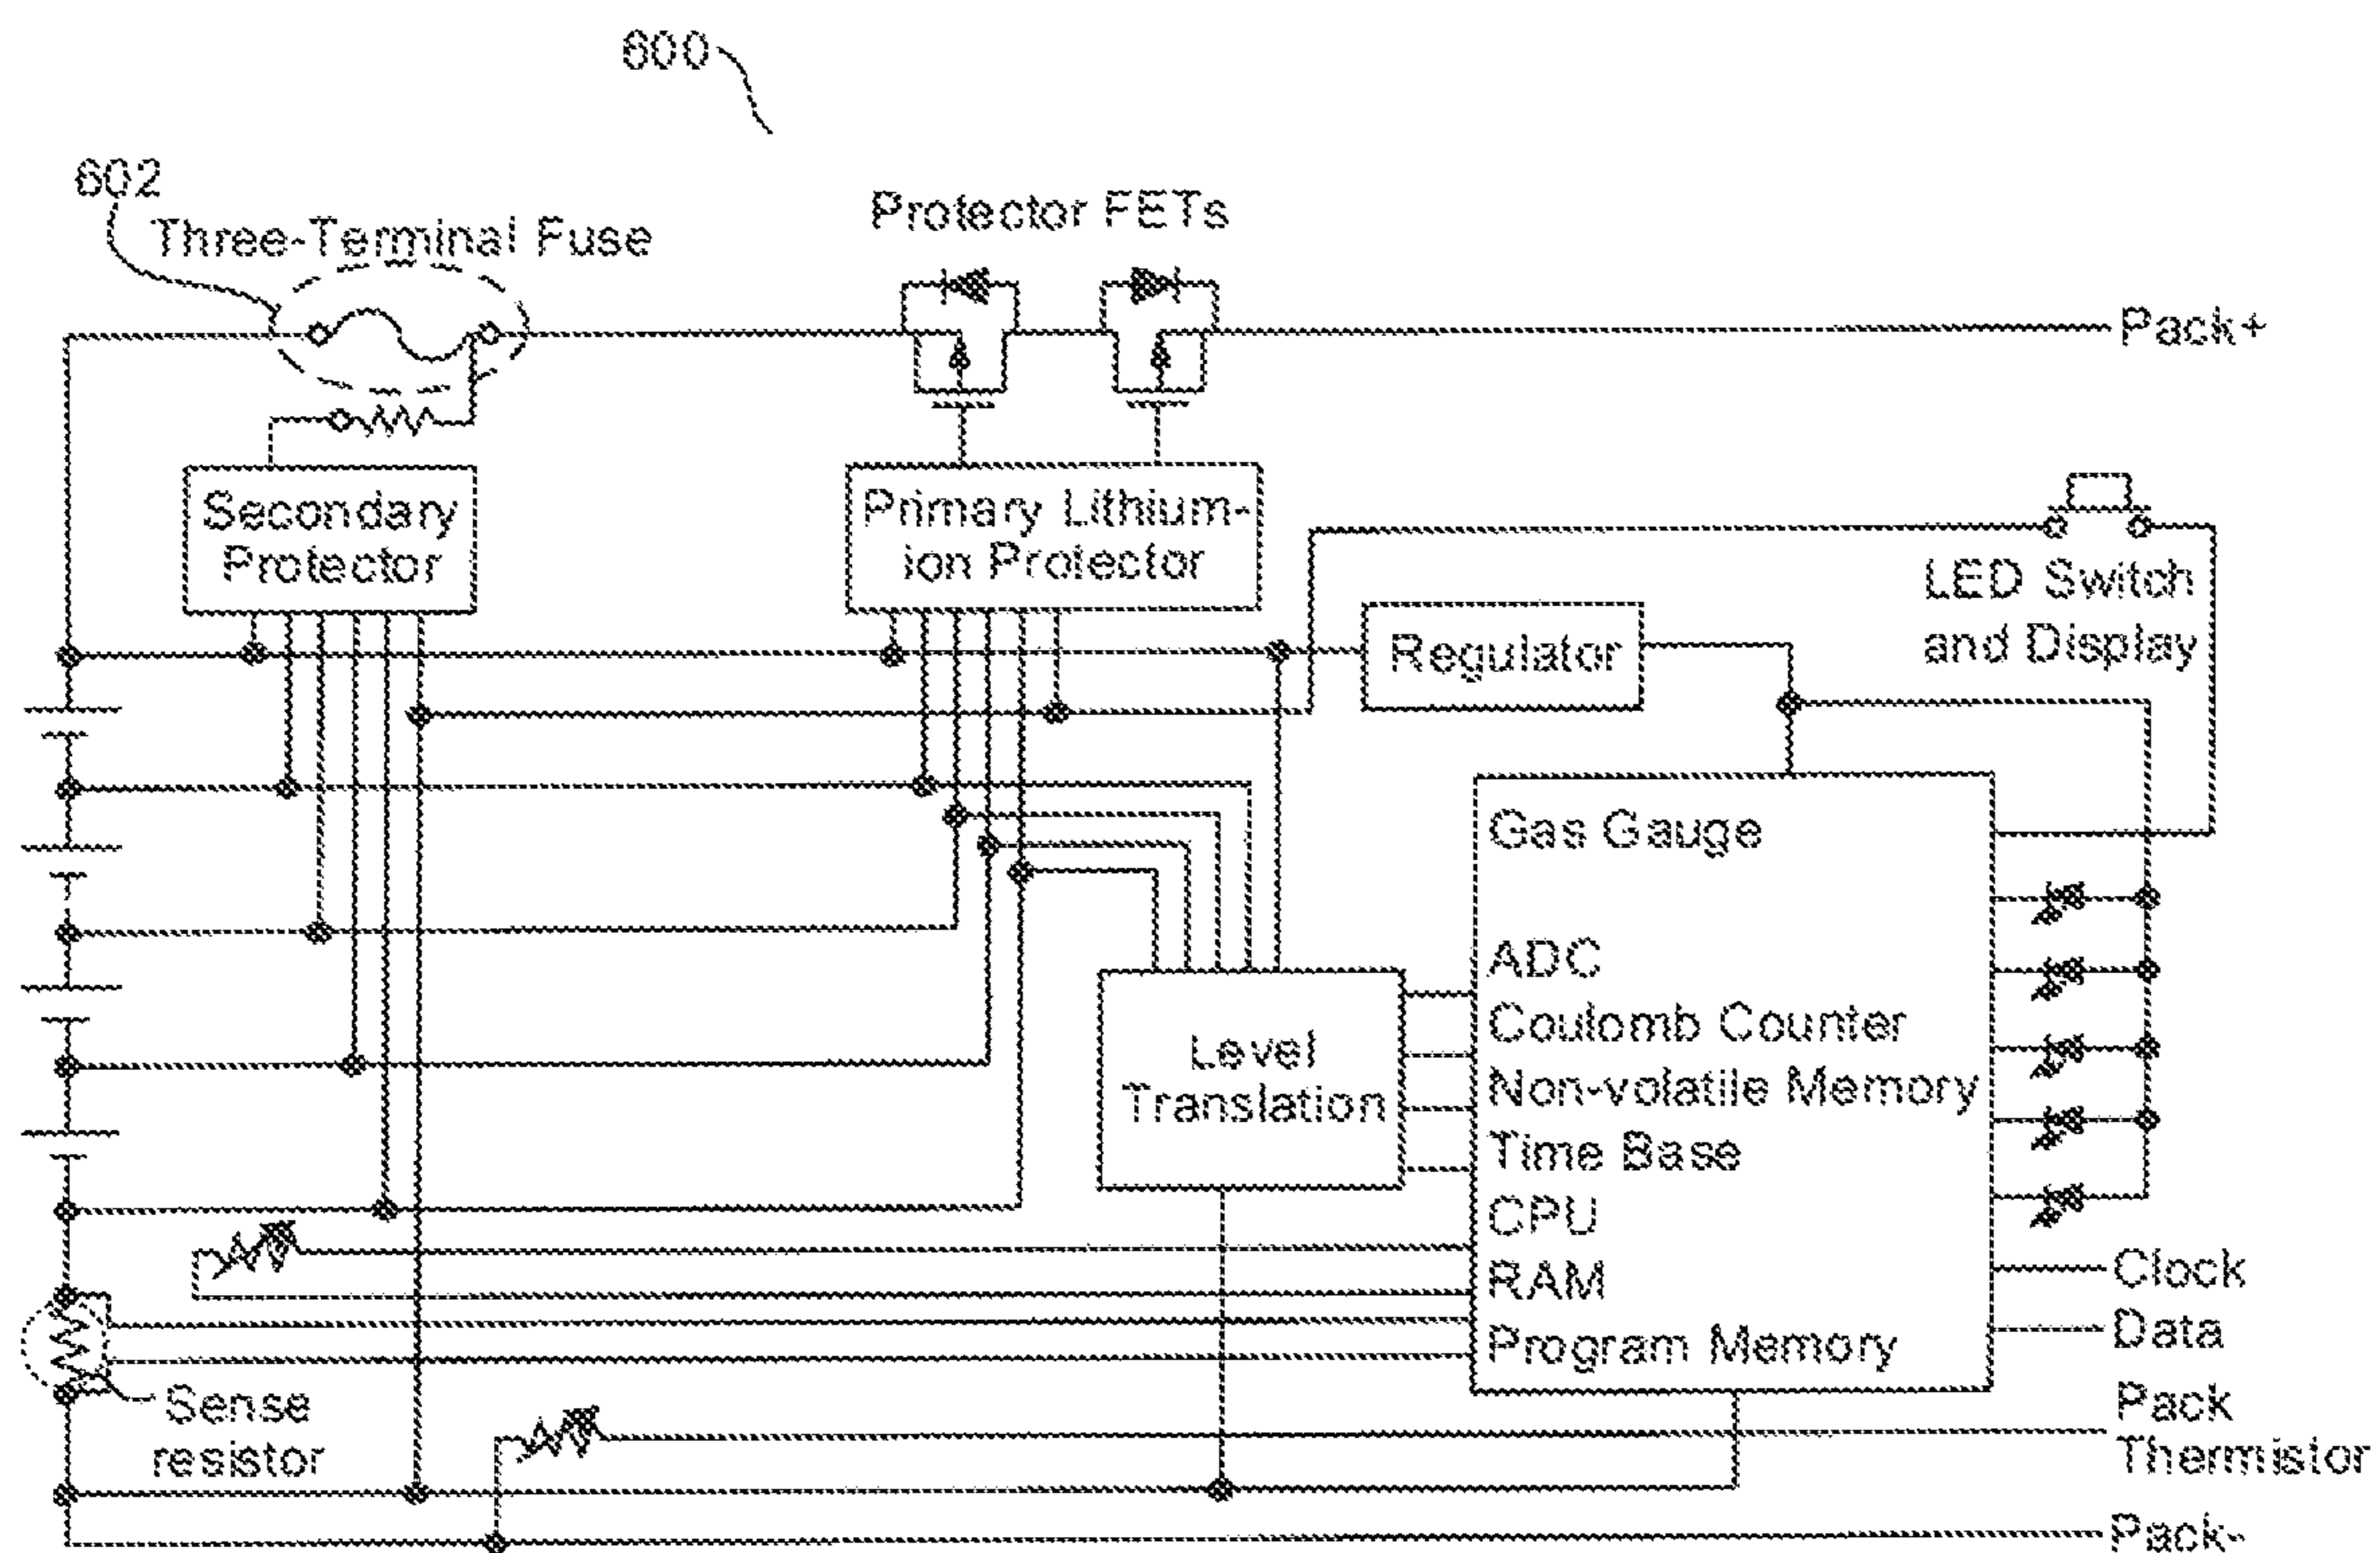 600
602
Three-Terminal Fuse
Protector FETs
Pack+
Secondary
Protector
Primary Lithium-
ion Protector
LED Switch
and Display
Regulator
Gas Gauge
ADC
Coulomb Counter
Non-volatile Memory
Time Base
CPU
RAM
Program Memory
Level
Translation
Clock
Data
Sense
resistor
Pack
Thermistor
Pack-